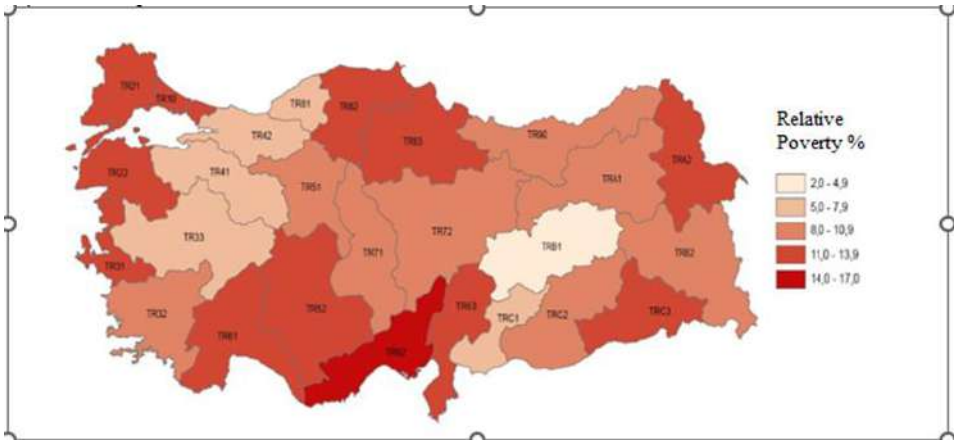 TR21
TR10
TR81
TR82
TR42
TR83
TR90
TRA2
TR22
TR41
TR51
TRA1
TR33
TR72
TRB1
TRB2
TR31
TR71
TR32
TR52
TR63
TRC1
TRC2
TRC3
TR61
TR62
Relative
Poverty %
2,0 - 4,9
5,0 - 7,9
8,0 - 10,9
11,0 - 13,9
14,0 - 17,0